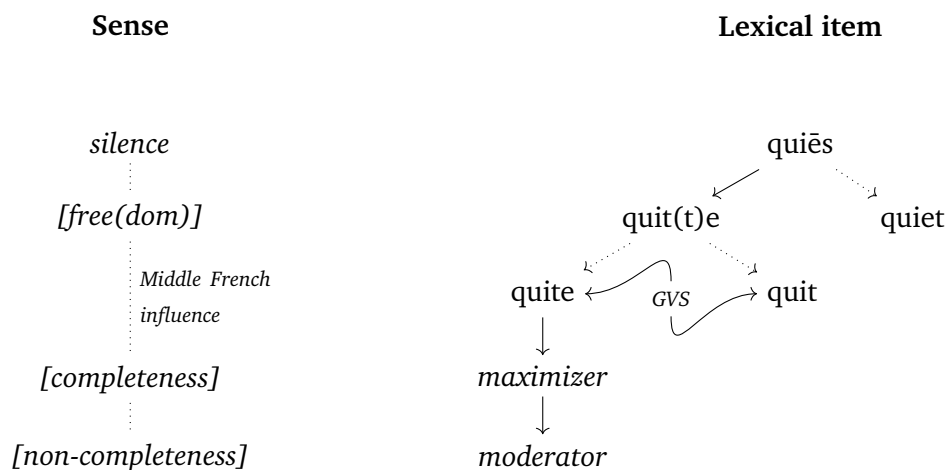 Sense Lexical item
silence quiēs
[free(dom)] quit(t)e quiet
Middle French
influence
quite GVS quit
[completeness] maximizer
[non-completeness] moderator